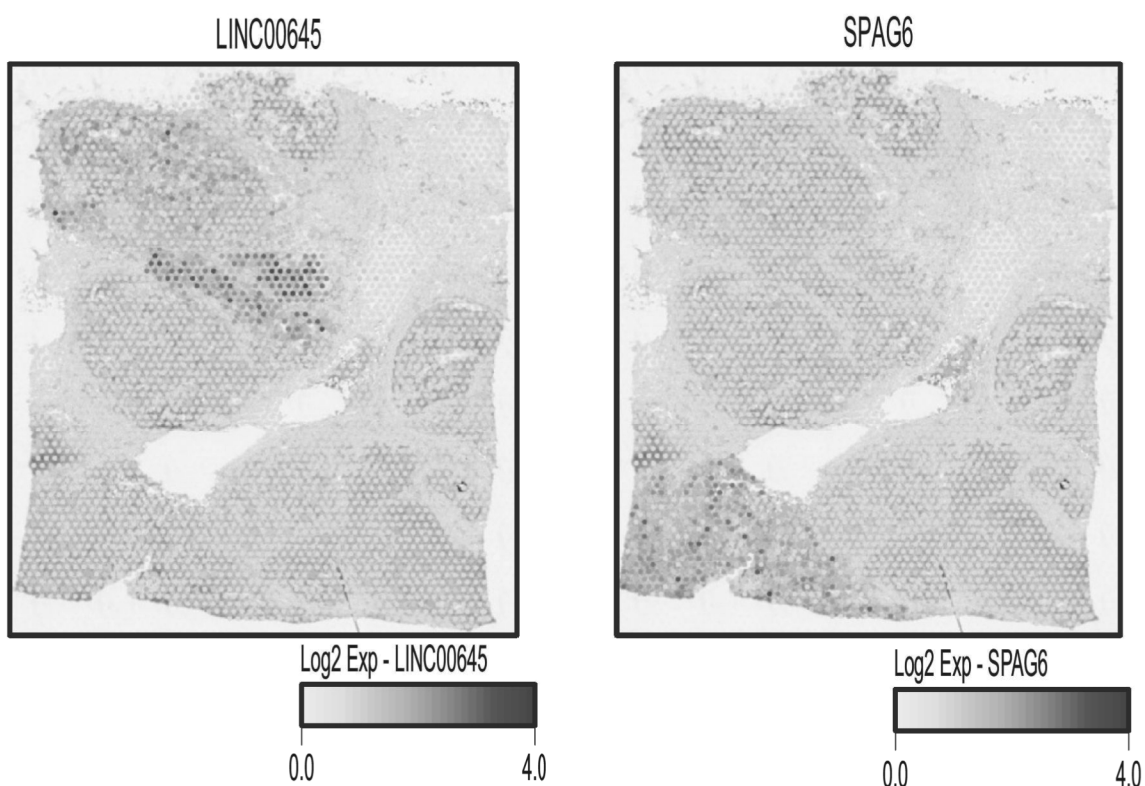 LINC00645
SPAG6
Log2 Exp - LINC00645
0.0
4.0
Log2 Exp - SPAG6
0.0
4.0